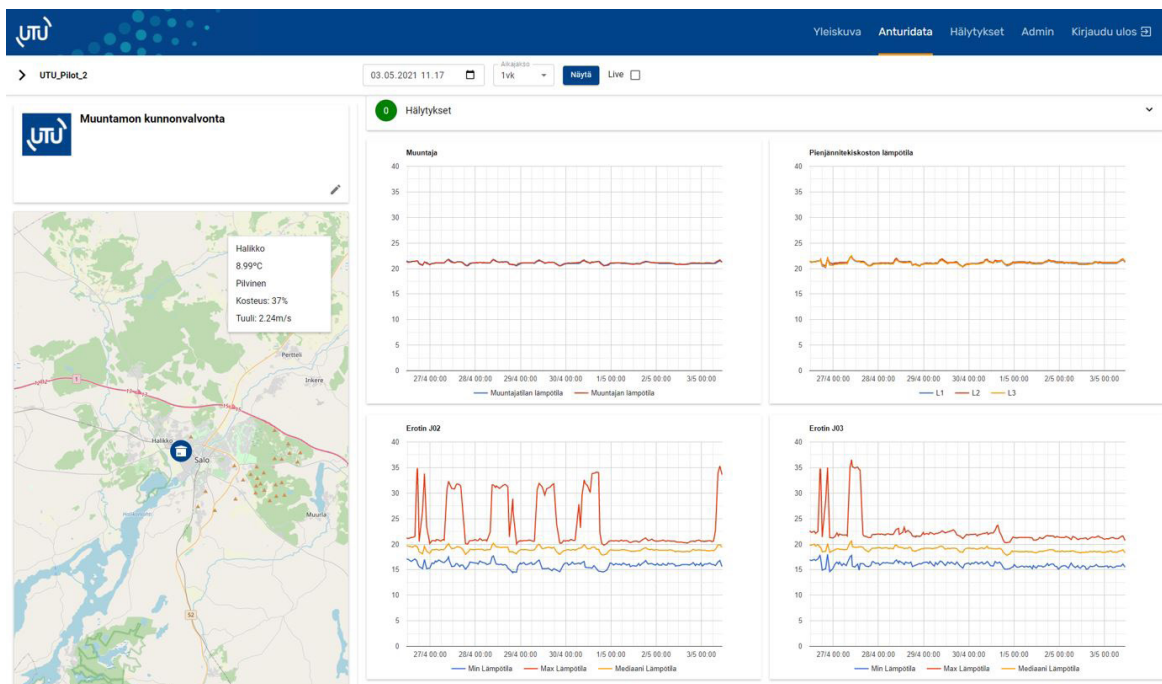 UTU
Yleiskuva Anturidata Hälytykset Admin Kirjaudu ulos
UTU_Pilot_2
03.05.2021 11.17
Aikajakso
1vk
Näytä
Live
UTU
Muuntamon kunnonvalvonta
0 Hälytykset
Halikko
8.99ºC
Pilvinen
Kosteus: 37%
Tuuli: 2.24m/s
Pertteli
Inkere
1
Halikko
Salo
Muurla
52
Muuntaja
40
35
30
25
20
15
10
5
0
27/4 00:00 28/4 00:00 29/4 00:00 30/4 00:00 1/5 00:00 2/5 00:00 3/5 00:00
Muuntajatilan lämpötila Muuntajan lämpötila
Pienjännitekiskoston lämpötila
40
35
30
25
20
15
10
5
0
27/4 00:00 28/4 00:00 29/4 00:00 30/4 00:00 1/5 00:00 2/5 00:00 3/5 00:00
L1 L2 L3
Erotin J02
40
35
30
25
20
15
10
5
0
27/4 00:00 28/4 00:00 29/4 00:00 30/4 00:00 1/5 00:00 2/5 00:00 3/5 00:00
Min Lämpötila Max Lämpötila Mediaani Lämpötila
Erotin J03
40
35
30
25
20
15
10
5
0
27/4 00:00 28/4 00:00 29/4 00:00 30/4 00:00 1/5 00:00 2/5 00:00 3/5 00:00
Min Lämpötila Max Lämpötila Mediaani Lämpötila